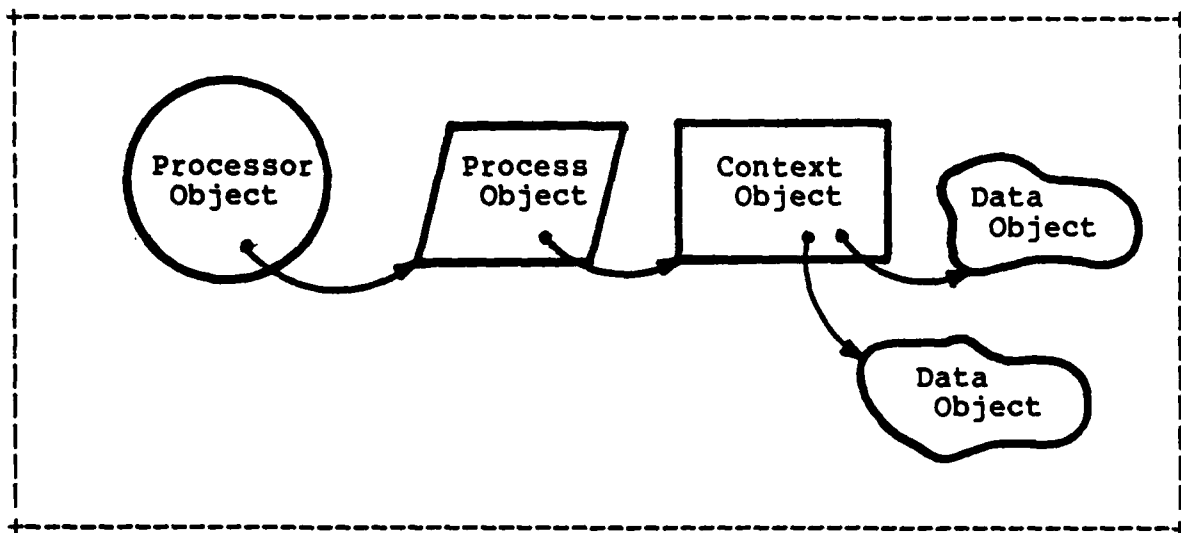 Processor
Object
Process
Object
Context
Object
Data
Object
Data
Object